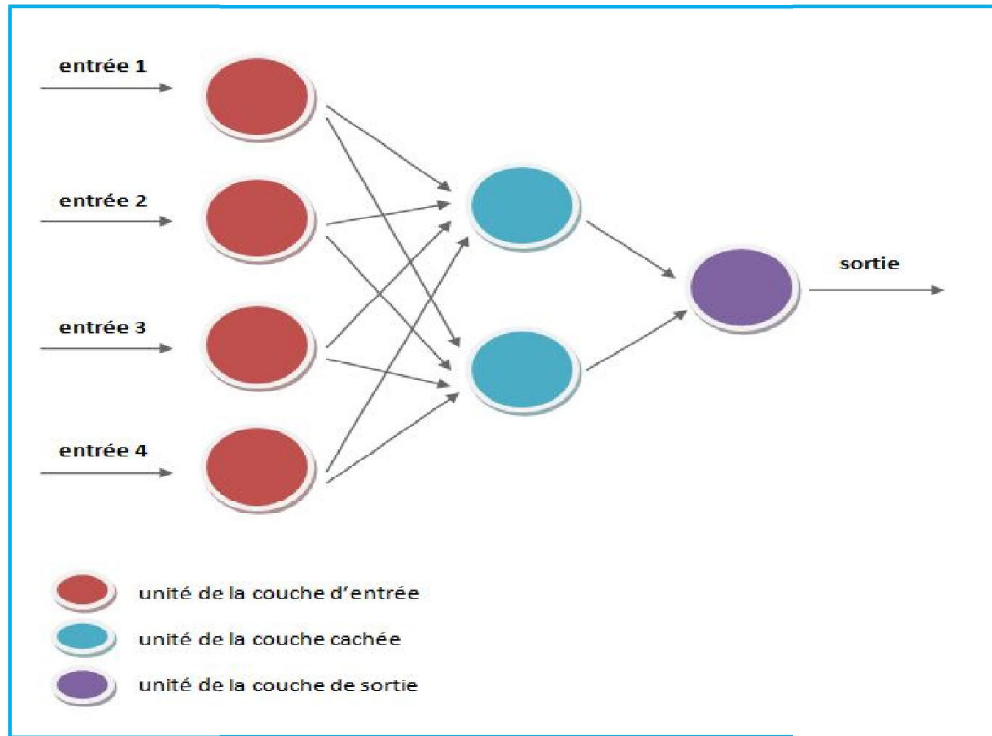 entrée 1
entrée 2
entrée 3
entrée 4
sortie
unité de la couche d'entrée
unité de la couche cachée
unité de la couche de sortie